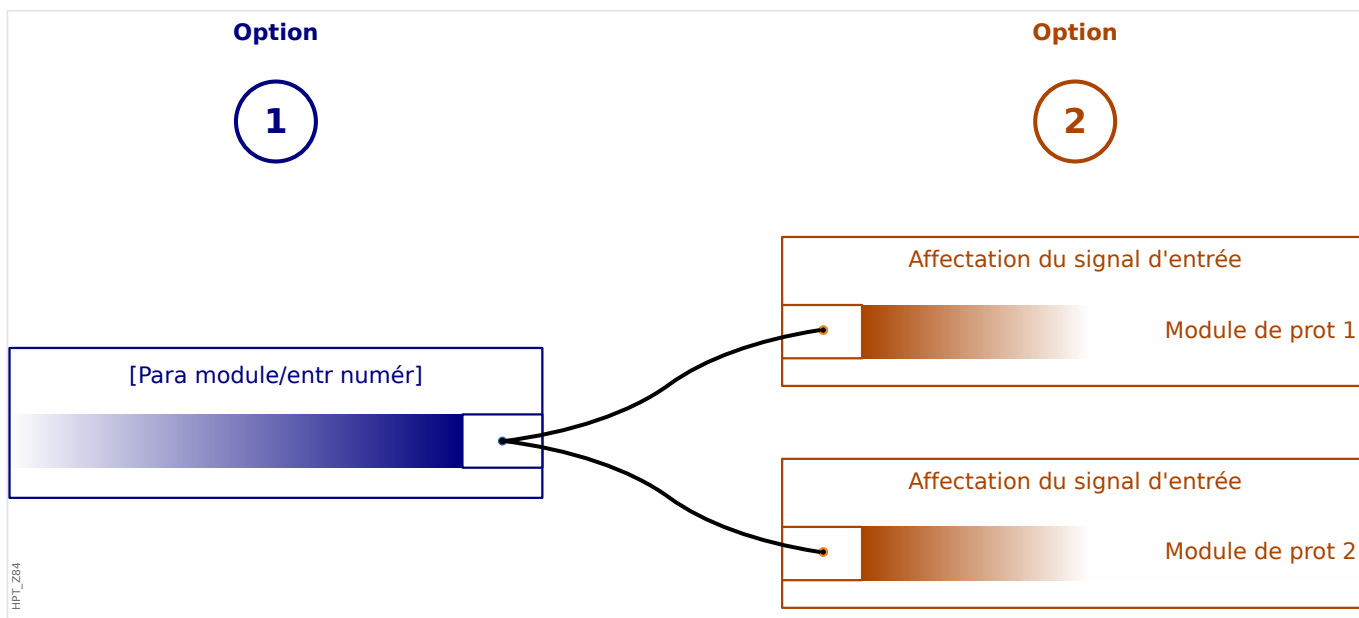 Option
1
Option
2
[Para module/entr numér]
Affectation du signal d'entrée
Module de prot 1
Affectation du signal d'entrée
Module de prot 2
HPT_Z84